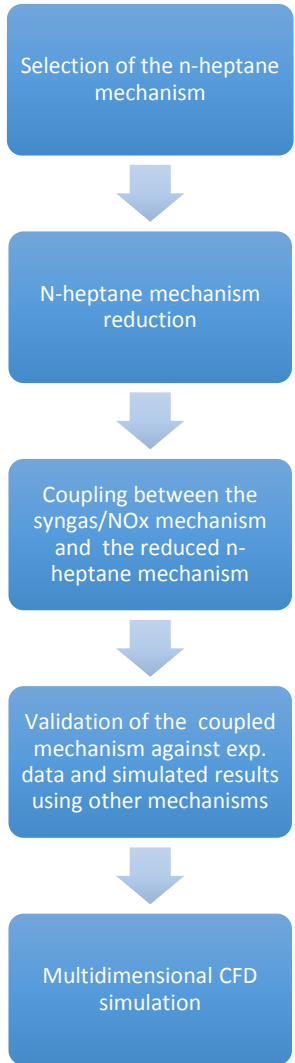 Selection of the n-heptane
mechanism
N-heptane mechanism
reduction
Coupling between the
syngas/NOx mechanism
and the reduced n-
heptane mechanism
Validation of the coupled
mechanism against exp.
data and simulated results
using other mechanisms
Multidimensional CFD
simulation